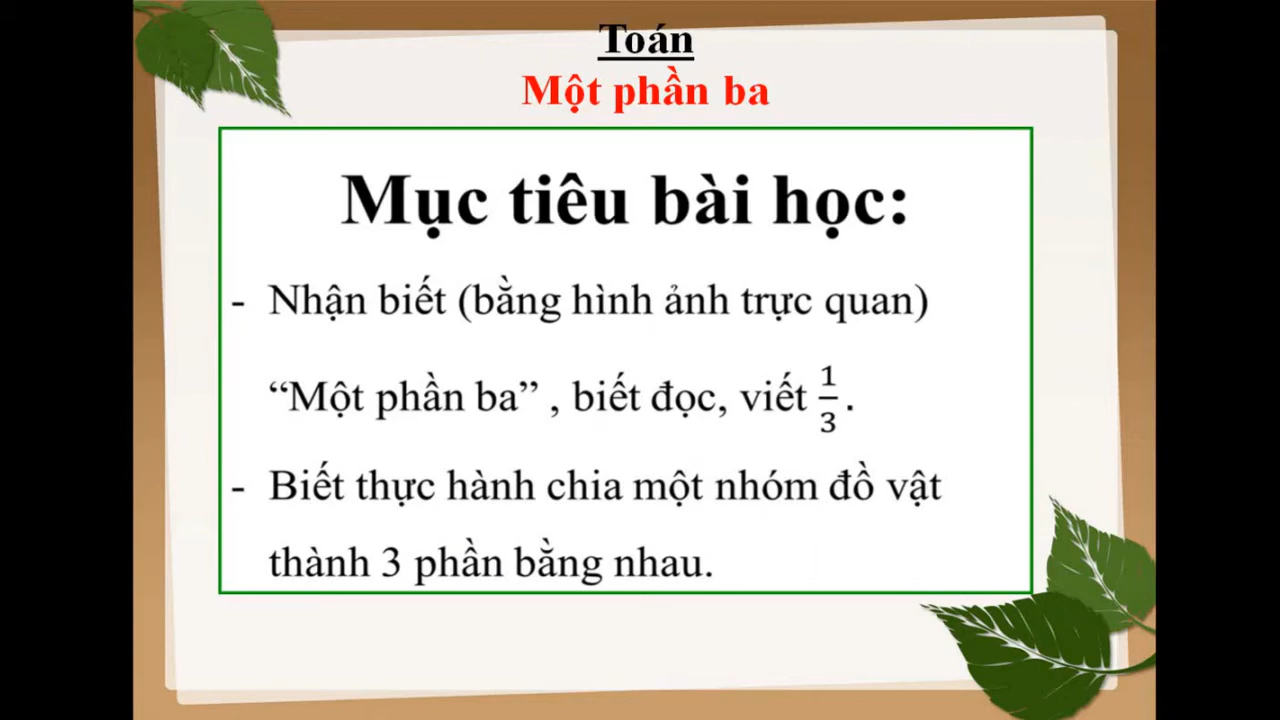 Toán
Một phần ba
Mục tiêu bài học:
- Nhận biết (bằng hình ảnh trực quan)
“Một phần ba” , biết đọc, viết 1/3 .
- Biết thực hành chia một nhóm đồ vật
thành 3 phần bằng nhau.